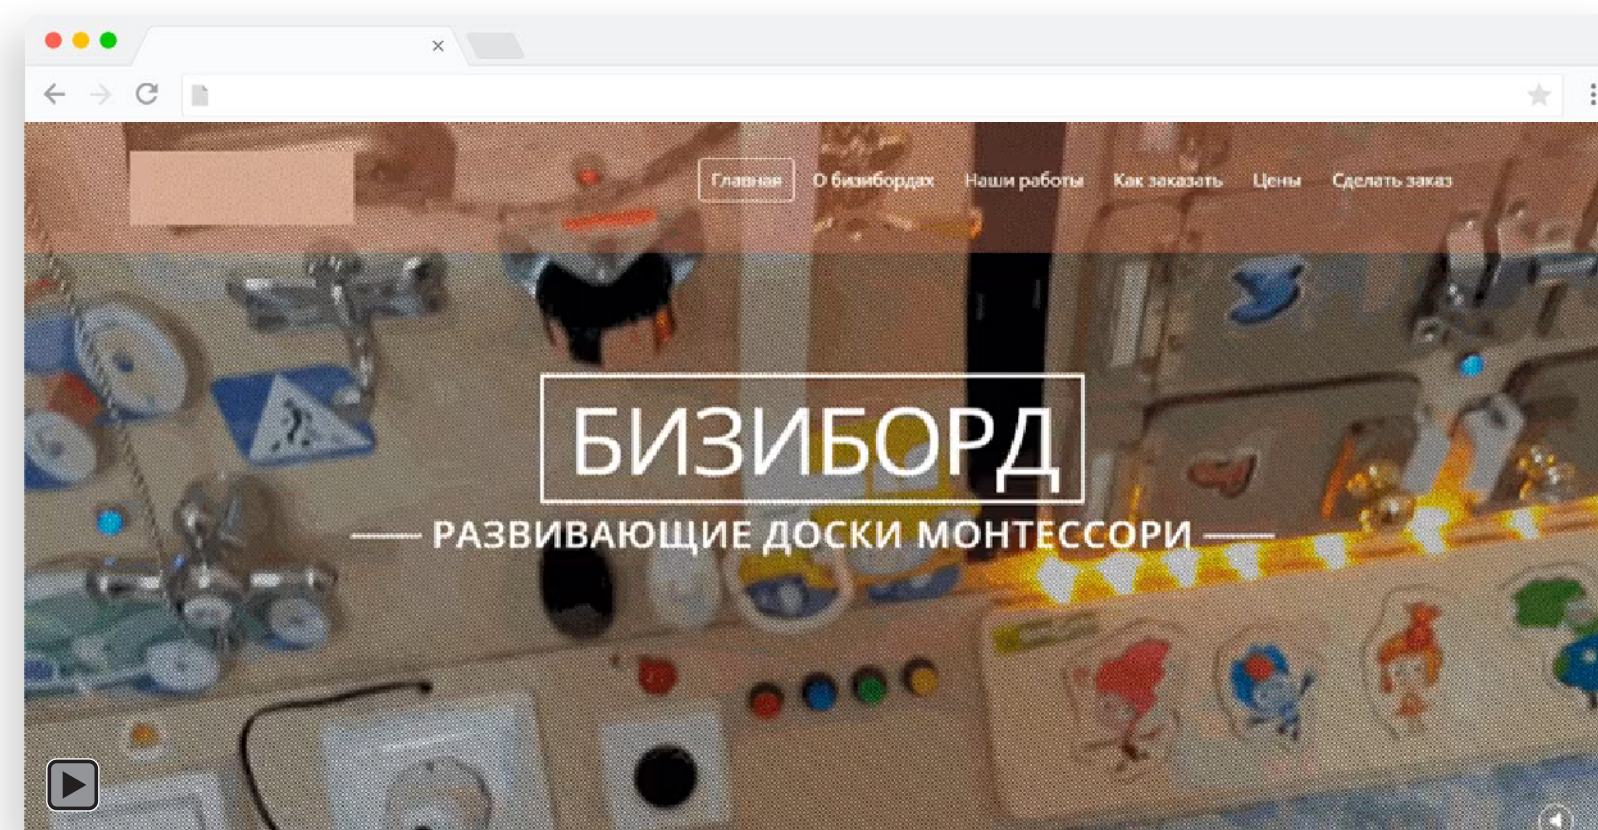 Главная О бизибордах Наши работы Как заказать Цены Сделать заказ
БИЗИБОРД
РАЗВИВАЮЩИЕ ДОСКИ МОНТЕССОРИ